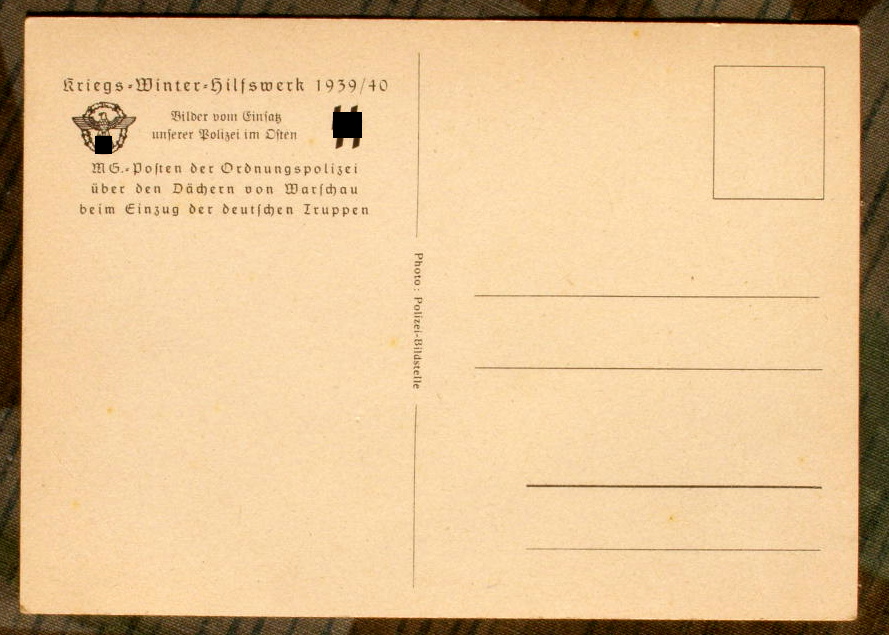 Kriegs-Winter-Hilfswerk 1939/40
Bilder vom Einsatz
unserer Polizei im Osten
MG.-Posten der Ordnungspolizei
über den Dächern von Warschau
beim Einzug der deutschen Truppen
Photo: Polizei-Bildstelle